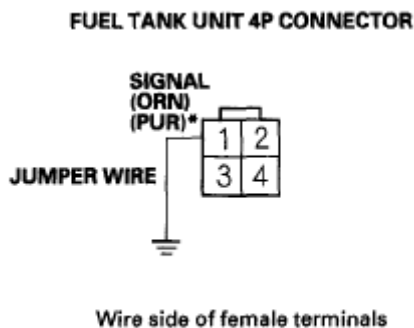 FUEL TANK UNIT 4P CONNECTOR
SIGNAL
(ORN)
(PUR)*
1 2
JUMPER WIRE
3 4
Wire side of female terminals